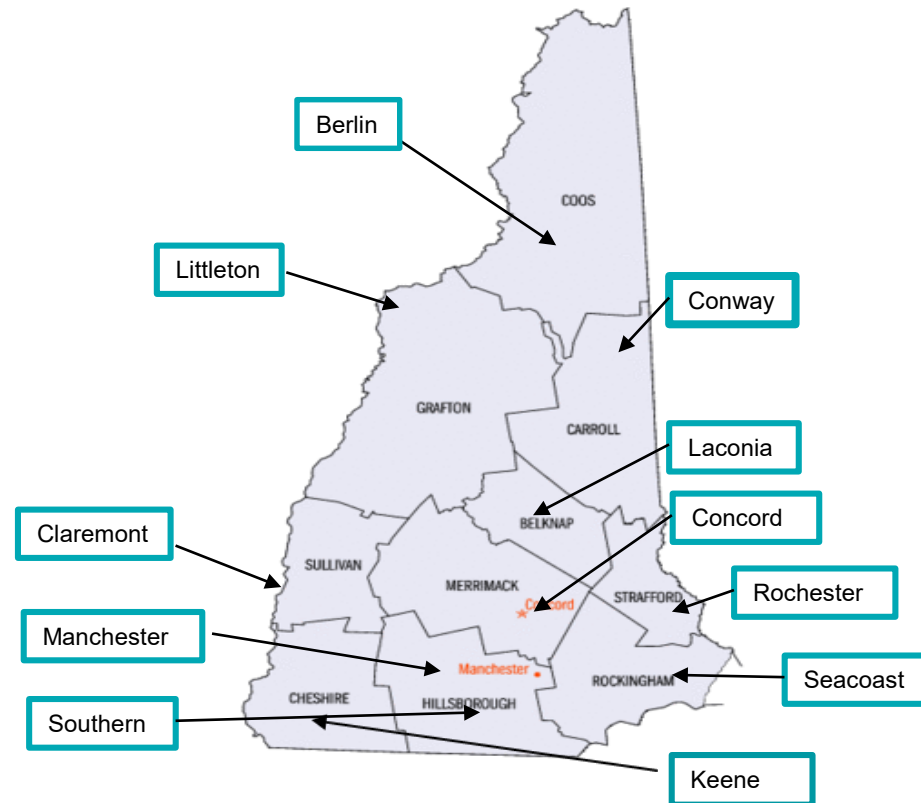 Berlin
COOS
Littleton
Conway
GRAFTON
CARROLL
Laconia
Concord
BELKNAP
Claremont
SULLIVAN
MERRIMACK
Concord
STRAFFORD
Rochester
Manchester
Manchester
ROCKINGHAM
Seacoast
CHESHIRE
HILLSBOROUGH
Southern
Keene